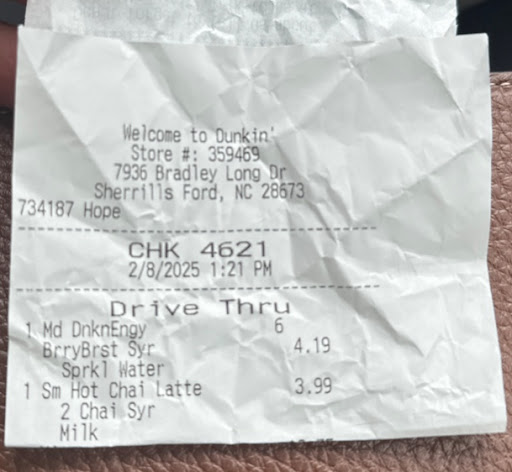 Welcome to Dunkin'
Store #: 359469
7936 Bradley Long Dr
Sherrills Ford, NC 28673
734187 Hope
CHK 4621
2/8/2025 1:21 PM
Drive Thru
1 Md DnknEngy 6
BrryBrst Syr 4.19
Sprkl Water
1 Sm Hot Chai Latte 3.99
2 Chai Syr
Milk